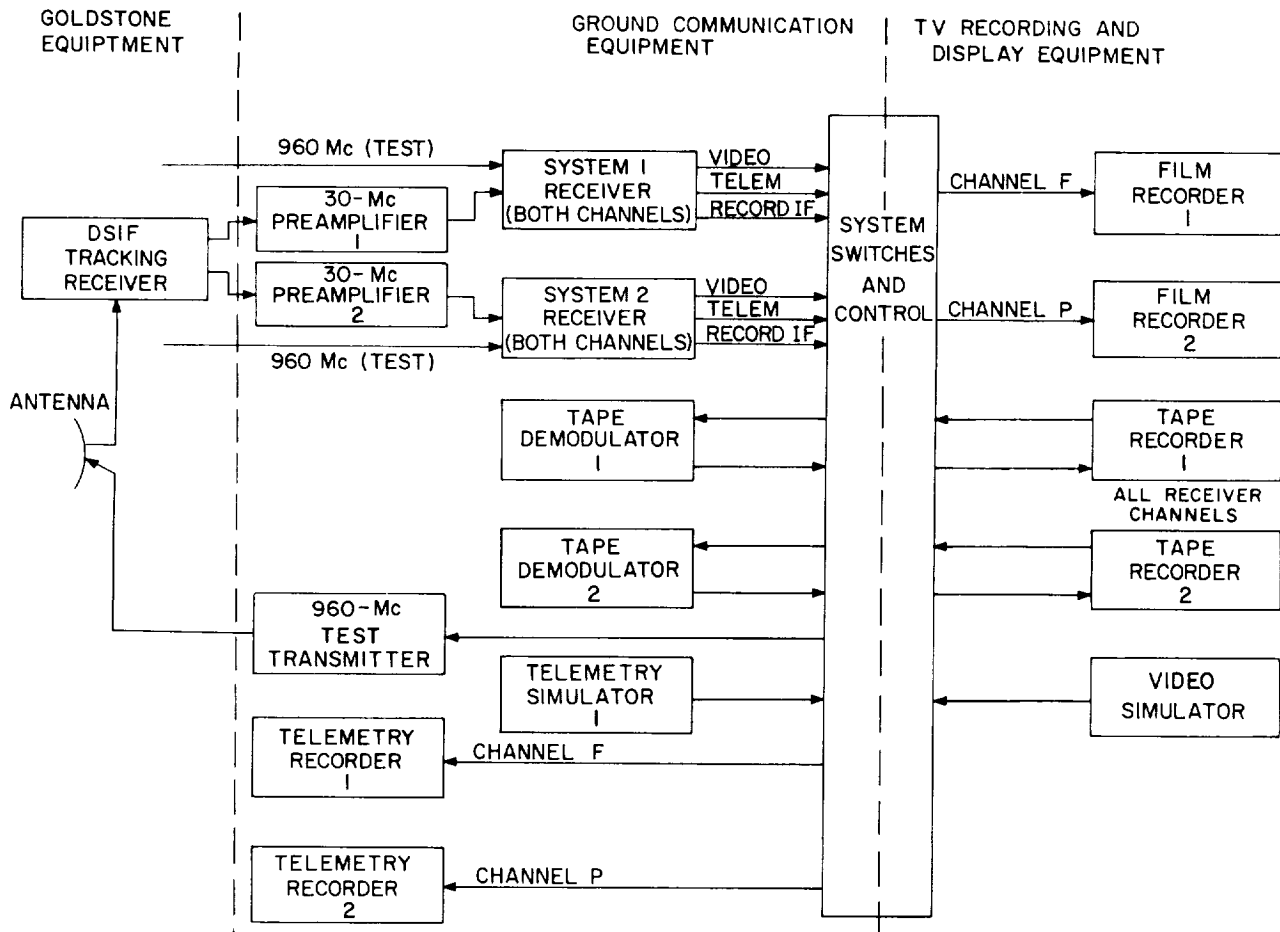 GOLDSTONE
EQUIPTMENT
GROUND COMMUNICATION
EQUIPMENT
TV RECORDING AND
DISPLAY EQUIPMENT
960 Mc (TEST)
30-Mc
PREAMPLIFIER
1
DSIF
TRACKING
RECEIVER
30-Mc
PREAMPLIFIER
2
960 Mc (TEST)
SYSTEM 1
RECEIVER
(BOTH CHANNELS)
VIDEO
TELEM
RECORD IF
SYSTEM 2
RECEIVER
(BOTH CHANNELS)
VIDEO
TELEM
RECORD IF
SYSTEM
SWITCHES
AND
CONTROL
CHANNEL F
FILM
RECORDER
1
CHANNEL P
FILM
RECORDER
2
ANTENNA
TAPE
DEMODULATOR
1
TAPE
RECORDER
1
ALL RECEIVER
CHANNELS
TAPE
DEMODULATOR
2
TAPE
RECORDER
2
960-Mc
TEST
TRANSMITTER
TELEMETRY
SIMULATOR
1
VIDEO
SIMULATOR
TELEMETRY
RECORDER
1
CHANNEL F
TELEMETRY
RECORDER
2
CHANNEL P